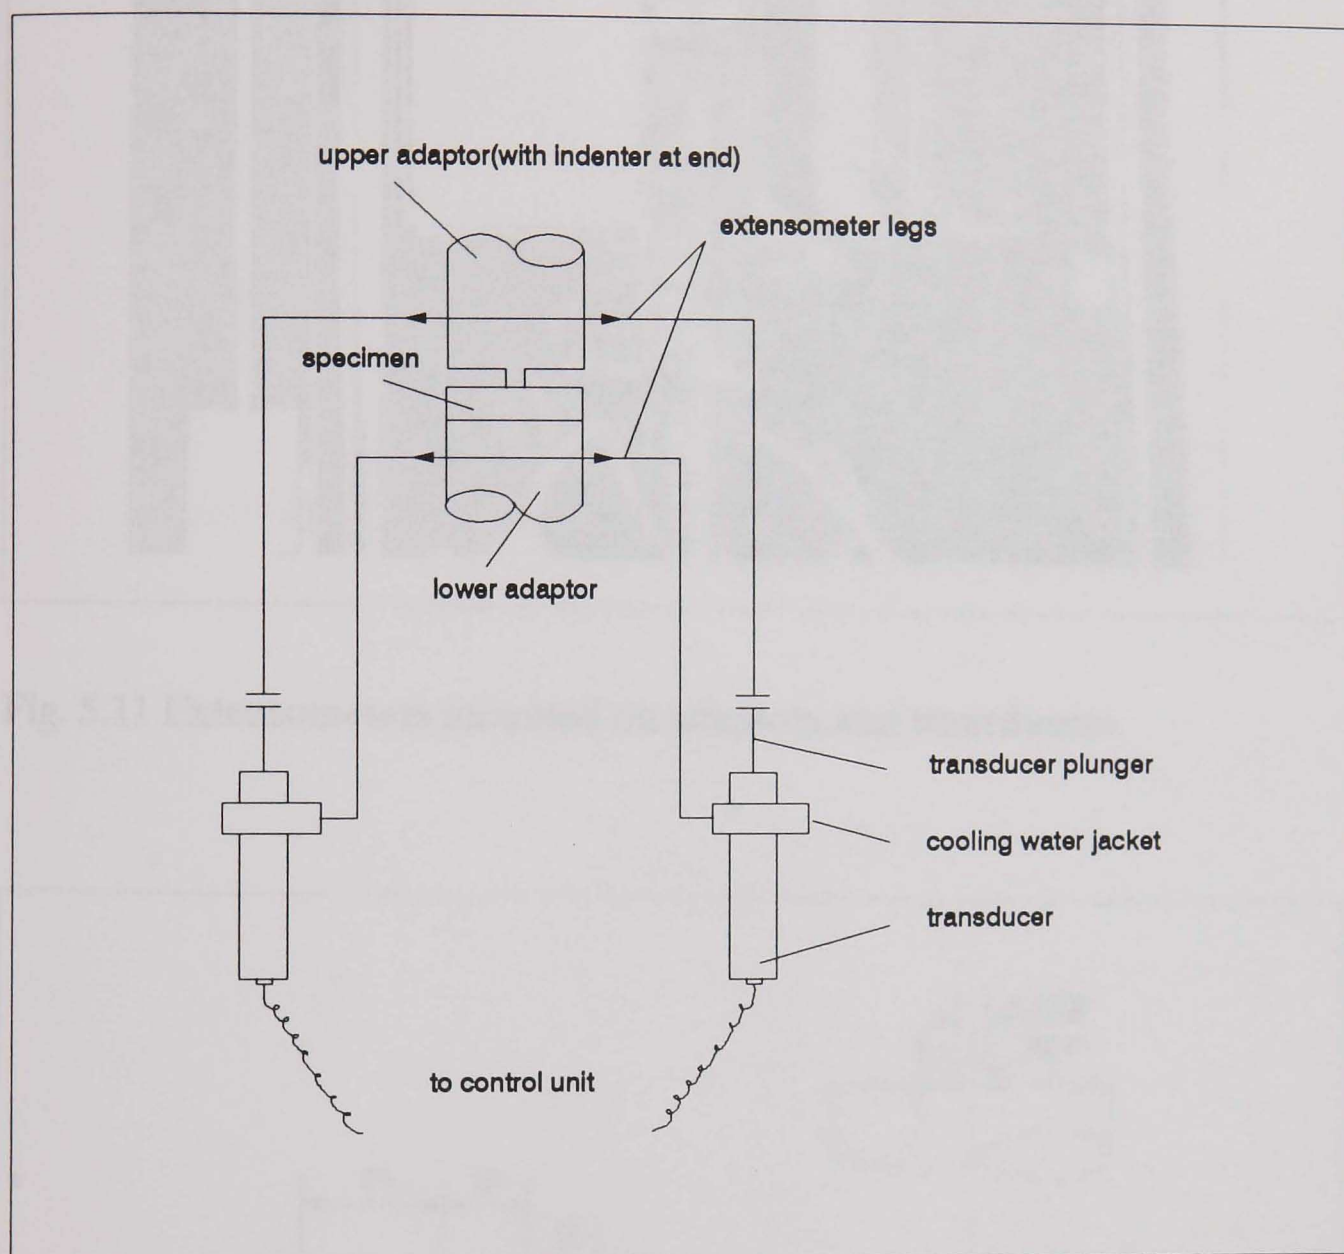 upper adaptor(with indenter at end)
extensometer legs
specimen
lower adaptor
transducer plunger
cooling water jacket
transducer
to control unit